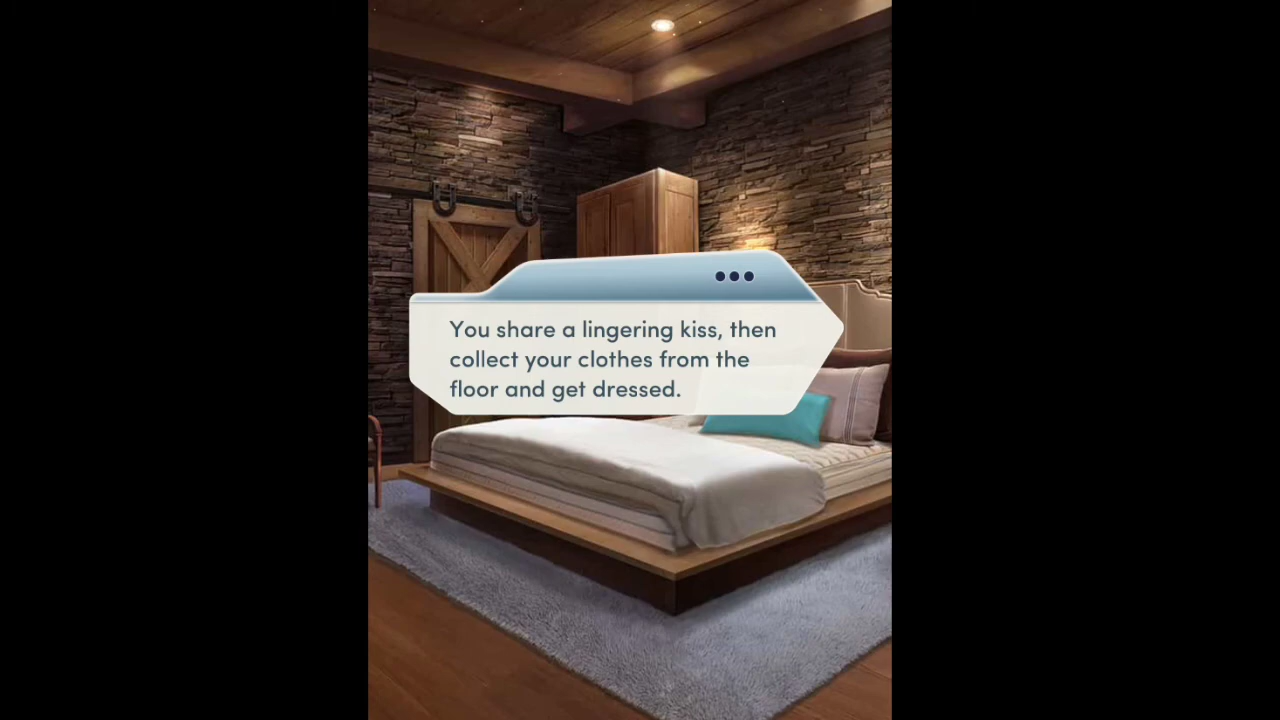 You share a lingering kiss, then
collect your clothes from the
floor and get dressed.